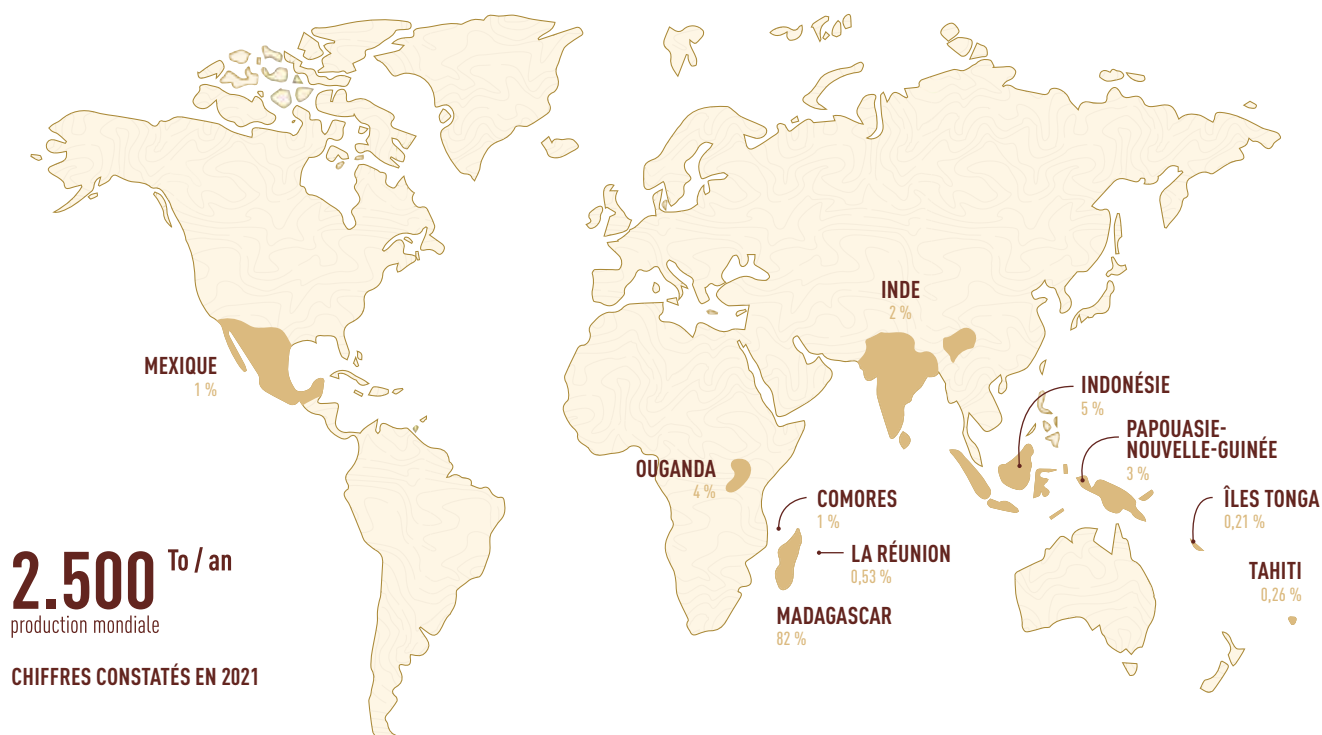 INDE
2 %
MEXIQUE
1 %
INDONÉSIE
5 %
PAPOUASIE-
NOUVELLE-GUINÉE
3 %
OUGANDA
4 %
COMORES
1 %
ÎLES TONGA
0,21 %
LA RÉUNION
0,53 %
TAHITI
0,26 %
MADAGASCAR
82 %
2.500 To / an
production mondiale
CHIFFRES CONSTATÉS EN 2021